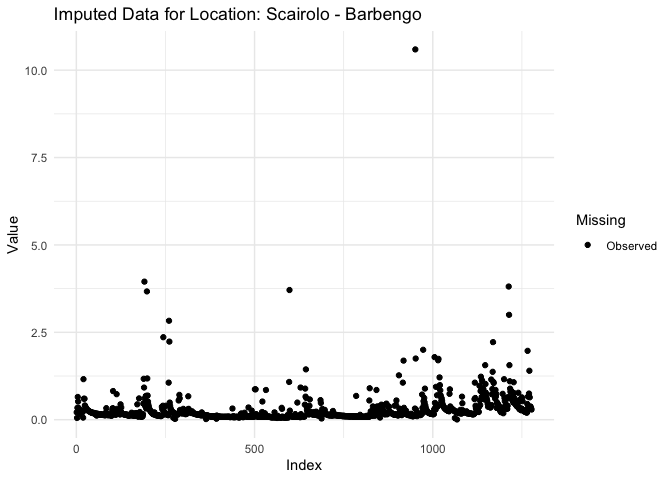 Imputed Data for Location: Scairolo - Barbengo
10.0
7.5
5.0
2.5
0.0
Value
0
500
1000
Index
Missing
Observed